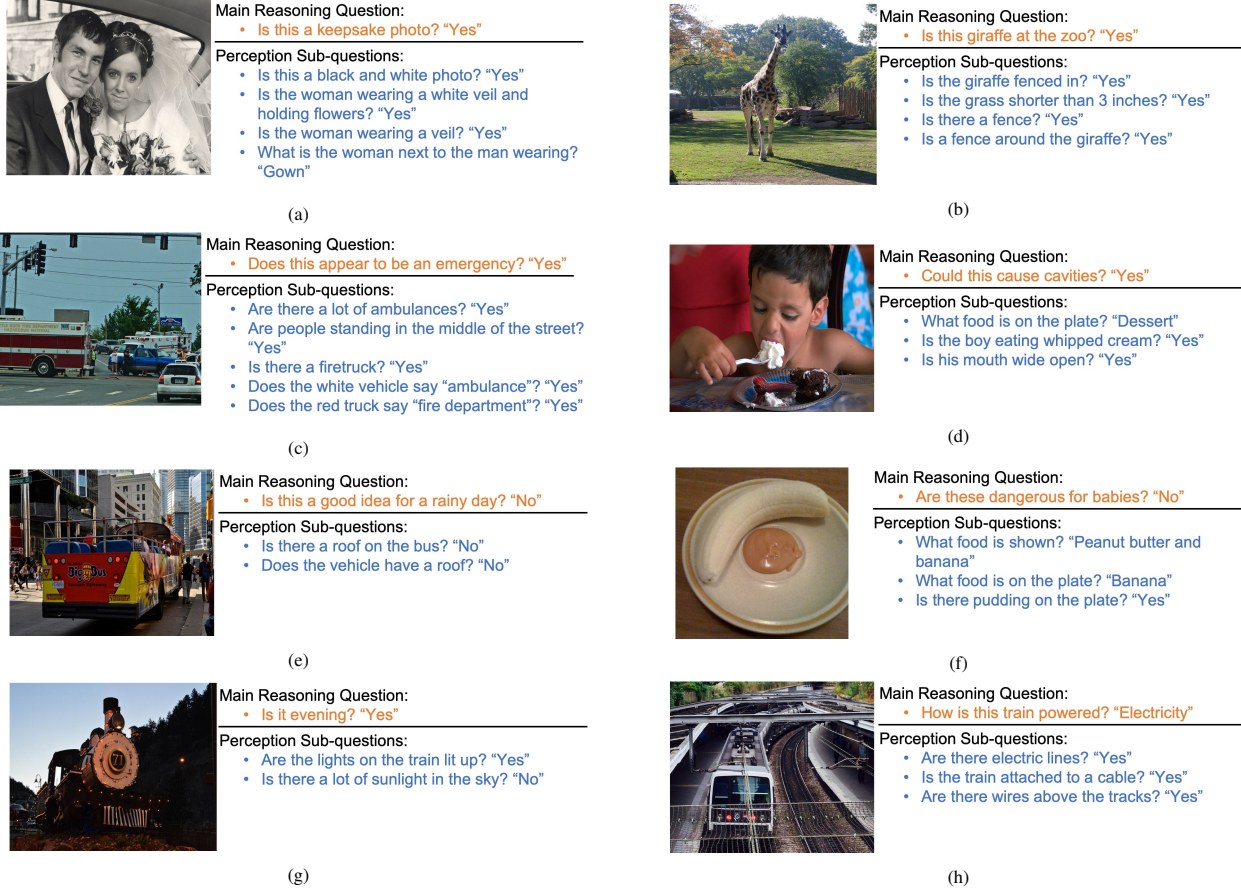 Main Reasoning Question:
• Is this a keepsake photo? “Yes”
Perception Sub-questions:
• Is this a black and white photo? “Yes”
• Is the woman wearing a white veil and
holding flowers? “Yes”
• Is the woman wearing a veil? “Yes”
• What is the woman next to the man wearing?
“Gown”
(a)
Main Reasoning Question:
• Is this giraffe at the zoo? “Yes”
Perception Sub-questions:
• Is the giraffe fenced in? “Yes”
• Is the grass shorter than 3 inches? “Yes”
• Is there a fence? “Yes”
• Is a fence around the giraffe? “Yes”
(b)
Main Reasoning Question:
• Does this appear to be an emergency? “Yes”
Perception Sub-questions:
• Are there a lot of ambulances? “Yes”
• Are people standing in the middle of the street?
“Yes”
• Is there a firetruck? “Yes”
• Does the white vehicle say “ambulance”? “Yes”
• Does the red truck say “fire department”? “Yes”
(c)
Main Reasoning Question:
• Could this cause cavities? “Yes”
Perception Sub-questions:
• What food is on the plate? “Dessert”
• Is the boy eating whipped cream? “Yes”
• Is his mouth wide open? “Yes”
(d)
Big Bus
Main Reasoning Question:
• Is this a good idea for a rainy day? “No”
Perception Sub-questions:
• Is there a roof on the bus? “No”
• Does the vehicle have a roof? “No”
(e)
Main Reasoning Question:
• Are these dangerous for babies? “No”
Perception Sub-questions:
• What food is shown? “Peanut butter and
banana”
• What food is on the plate? “Banana”
• Is there pudding on the plate? “Yes”
(f)
71
Main Reasoning Question:
• Is it evening? “Yes”
Perception Sub-questions:
• Are the lights on the train lit up? “Yes”
• Is there a lot of sunlight in the sky? “No”
(g)
Main Reasoning Question:
• How is this train powered? “Electricity”
Perception Sub-questions:
• Are there electric lines? “Yes”
• Is the train attached to a cable? “Yes”
• Are there wires above the tracks? “Yes”
(h)